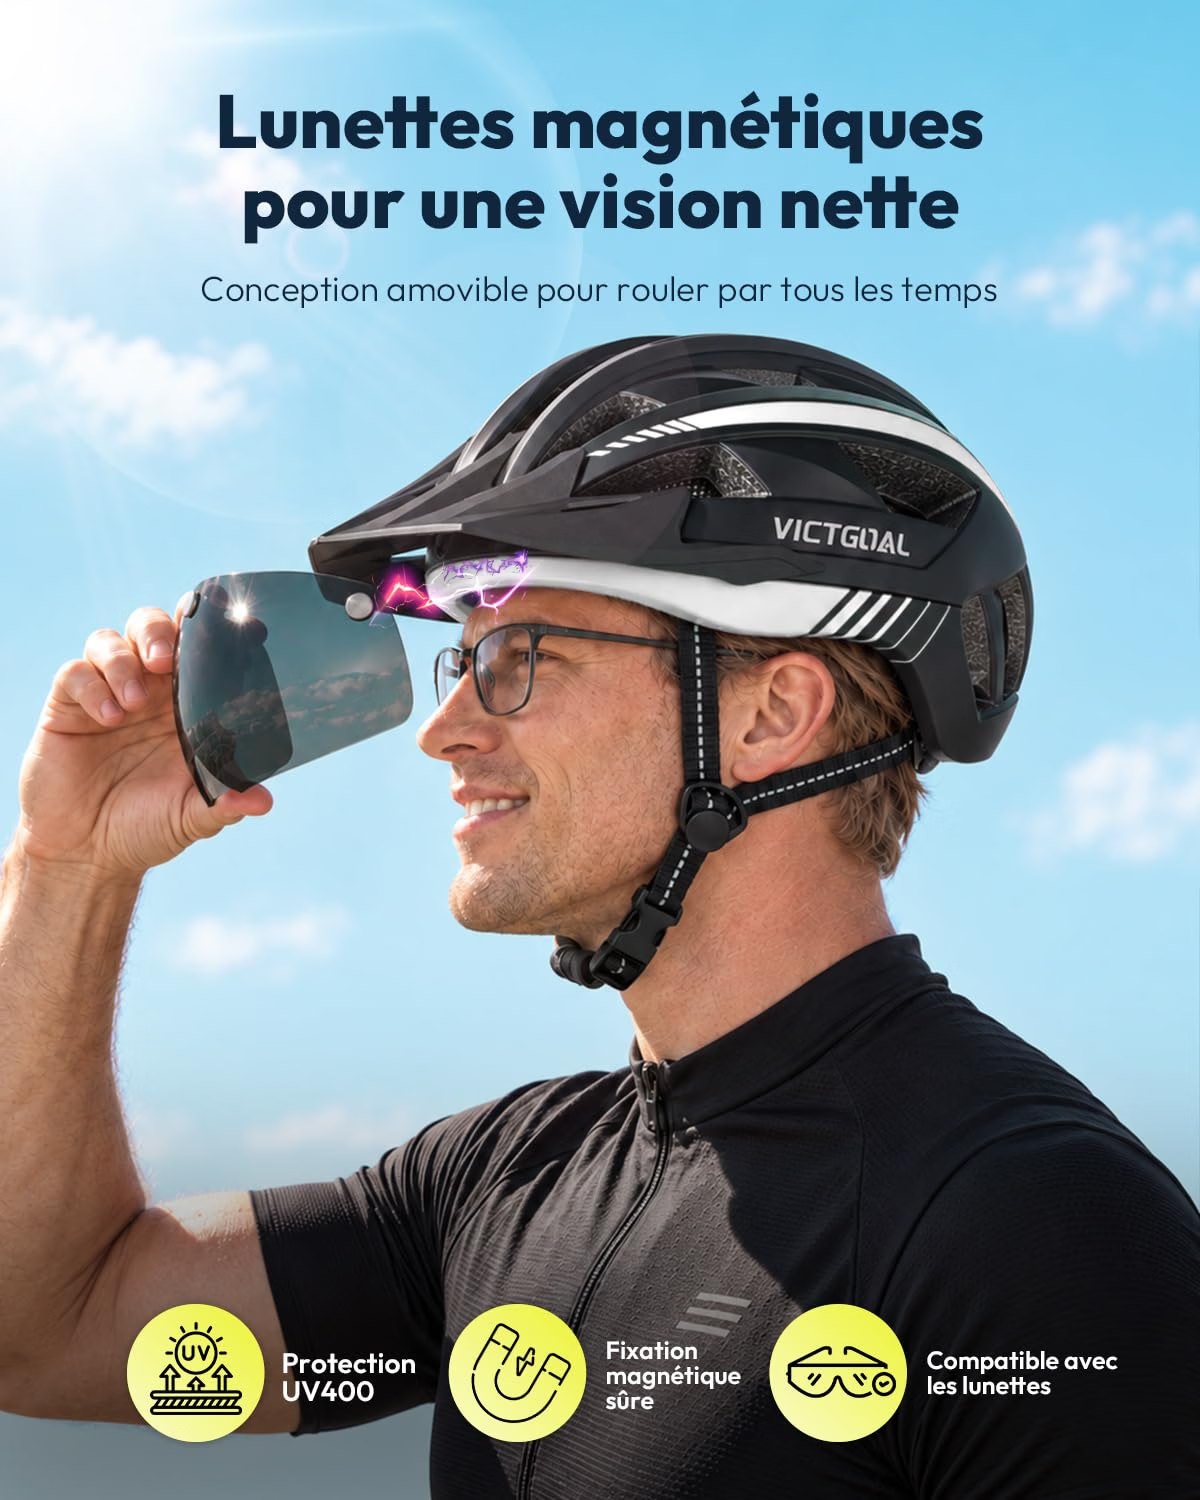 Lunettes magnétiques
pour une vision nette
Conception amovible pour rouler par tous les temps
VICTGOAL
UV
Protection
UV400
Fixation
magnétique
sûre
Compatible avec
les lunettes